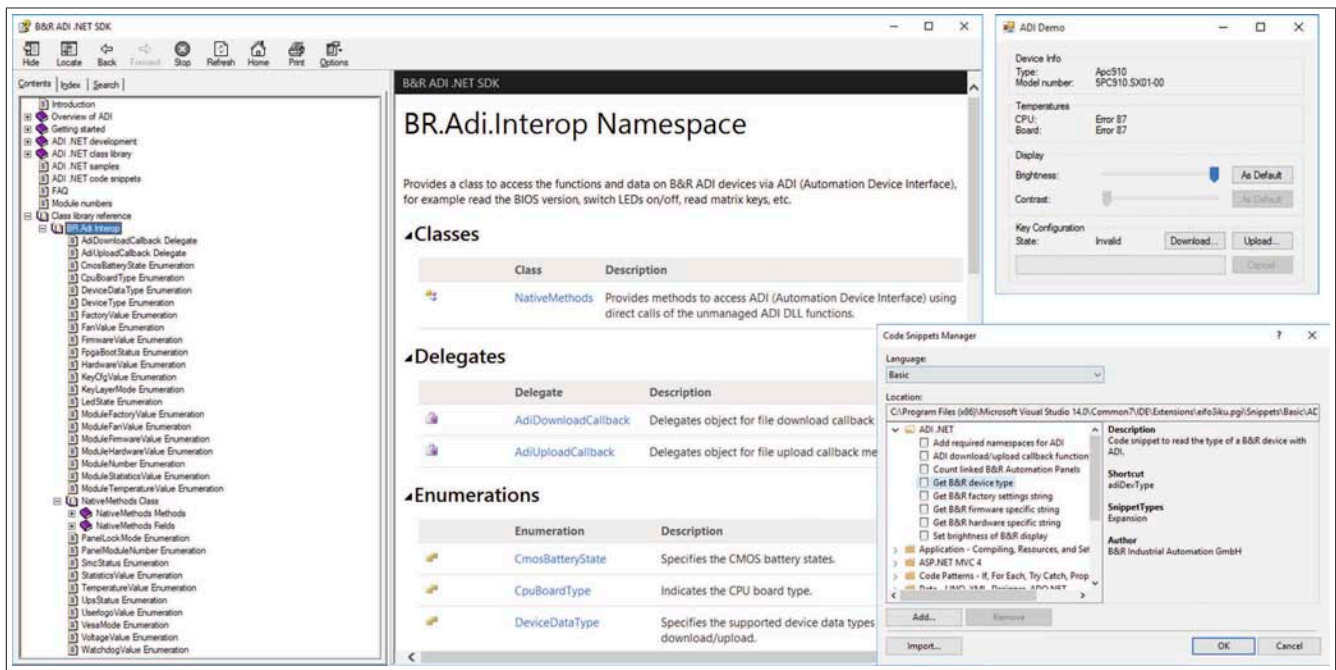 B&R ADI .NET SDK
Hide Locate Back Forward Stop Refresh Home Print Options
Contents Index Search
Introduction
Overview of ADI
Getting started
ADI .NET development
ADI .NET class library
ADI .NET samples
ADI .NET code snippets
FAQ
Module numbers
Class library reference
BR.Adi.Interop
AdiDownloadCallback Delegate
AdiUploadCallback Delegate
CmosBatteryState Enumeration
CpuBoardType Enumeration
DeviceDataType Enumeration
DeviceType Enumeration
FactoryValue Enumeration
FanValue Enumeration
FirmwareValue Enumeration
FpgaBootStatus Enumeration
HardwareValue Enumeration
KeyCfgValue Enumeration
KeyLayerMode Enumeration
LedState Enumeration
ModuleFactoryValue Enumeration
ModuleFanValue Enumeration
ModuleFirmwareValue Enumeration
ModuleHardwareValue Enumeration
ModuleNumber Enumeration
ModuleStatisticsValue Enumeration
ModuleTemperatureValue Enumeration
NativeMethods Class
NativeMethods Methods
NativeMethods Fields
PanelLockMode Enumeration
PanelModuleNumber Enumeration
SmcStatus Enumeration
StatisticsValue Enumeration
TemperatureValue Enumeration
UpsStatus Enumeration
UserlogoValue Enumeration
VesaMode Enumeration
VoltageValue Enumeration
WatchdogValue Enumeration
B&R ADI .NET SDK
BR.Adi.Interop Namespace
Provides a class to access the functions and data on B&R ADI devices via ADI (Automation Device Interface),
for example read the BIOS version, switch LEDs on/off, read matrix keys, etc.
Classes
Class Description
NativeMethods Provides methods to access ADI (Automation Device Interface) using
direct calls of the unmanaged ADI DLL functions.
Delegates
Delegate Description
AdiDownloadCallback Delegates object for file download callback
AdiUploadCallback Delegates object for file upload callback me
Enumerations
Enumeration Description
CmosBatteryState Specifies the CMOS battery states.
CpuBoardType Indicates the CPU board type.
DeviceDataType Specifies the supported device data types
download/upload.
ADI Demo
Device Info
Type: Apc910
Model number: 5PC910.SX01-00
Temperatures
CPU: Error 87
Board: Error 87
Display
Brightness: As Default
Contrast: As Default
Key Configuration
State: Invalid Download... Upload...
Cancel
Code Snippets Manager
Language:
Basic
Location:
C:\Program Files (x86)\Microsoft Visual Studio 14.0\Common7\IDE\Extensions\eifo3iku.pgi\Snippets\Basic\AD
ADI .NET
Add required namespaces for ADI
ADI download/upload callback function
Count linked B&R Automation Panels
Get B&R device type
Get B&R factory settings string
Get B&R firmware specific string
Get B&R hardware specific string
Set brightness of B&R display
Application - Compiling, Resources, and Set
ASP.NET MVC 4
Code Patterns - If, For Each, Try Catch, Prop
Description
Code snippet to read the type of a B&R device with
ADI.
Shortcut
adiDevType
SnippetTypes
Expansion
Author
B&R Industrial Automation GmbH
Add... Remove
Import... OK Cancel